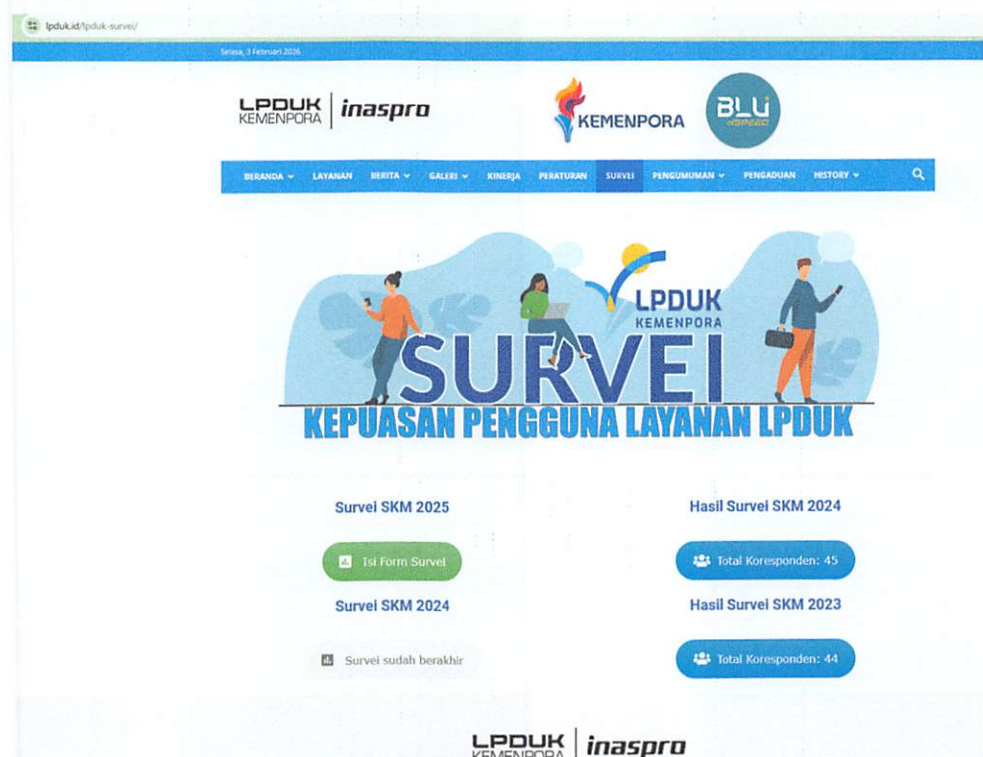 lpduk.id/lpduk-survei/
Selasa, 3 Februari 2026
LPDUK
KEMENPORA
inaspro
KEMENPORA
BLU
SPEED
BERANDA LAYANAN BERITA GALERI KINERJA PERATURAN SURVEI PENGUMUMAN PENGADUAN HISTORY
LPDUK
KEMENPORA
SURVEI
KEPUASAN PENGGUNA LAYANAN LPDUK
Survei SKM 2025
Isi Form Survei
Survei SKM 2024
Survei sudah berakhir
Hasil Survei SKM 2024
Total Koresponden: 45
Hasil Survei SKM 2023
Total Koresponden: 44
LPDUK
KEMENPORA
inaspro